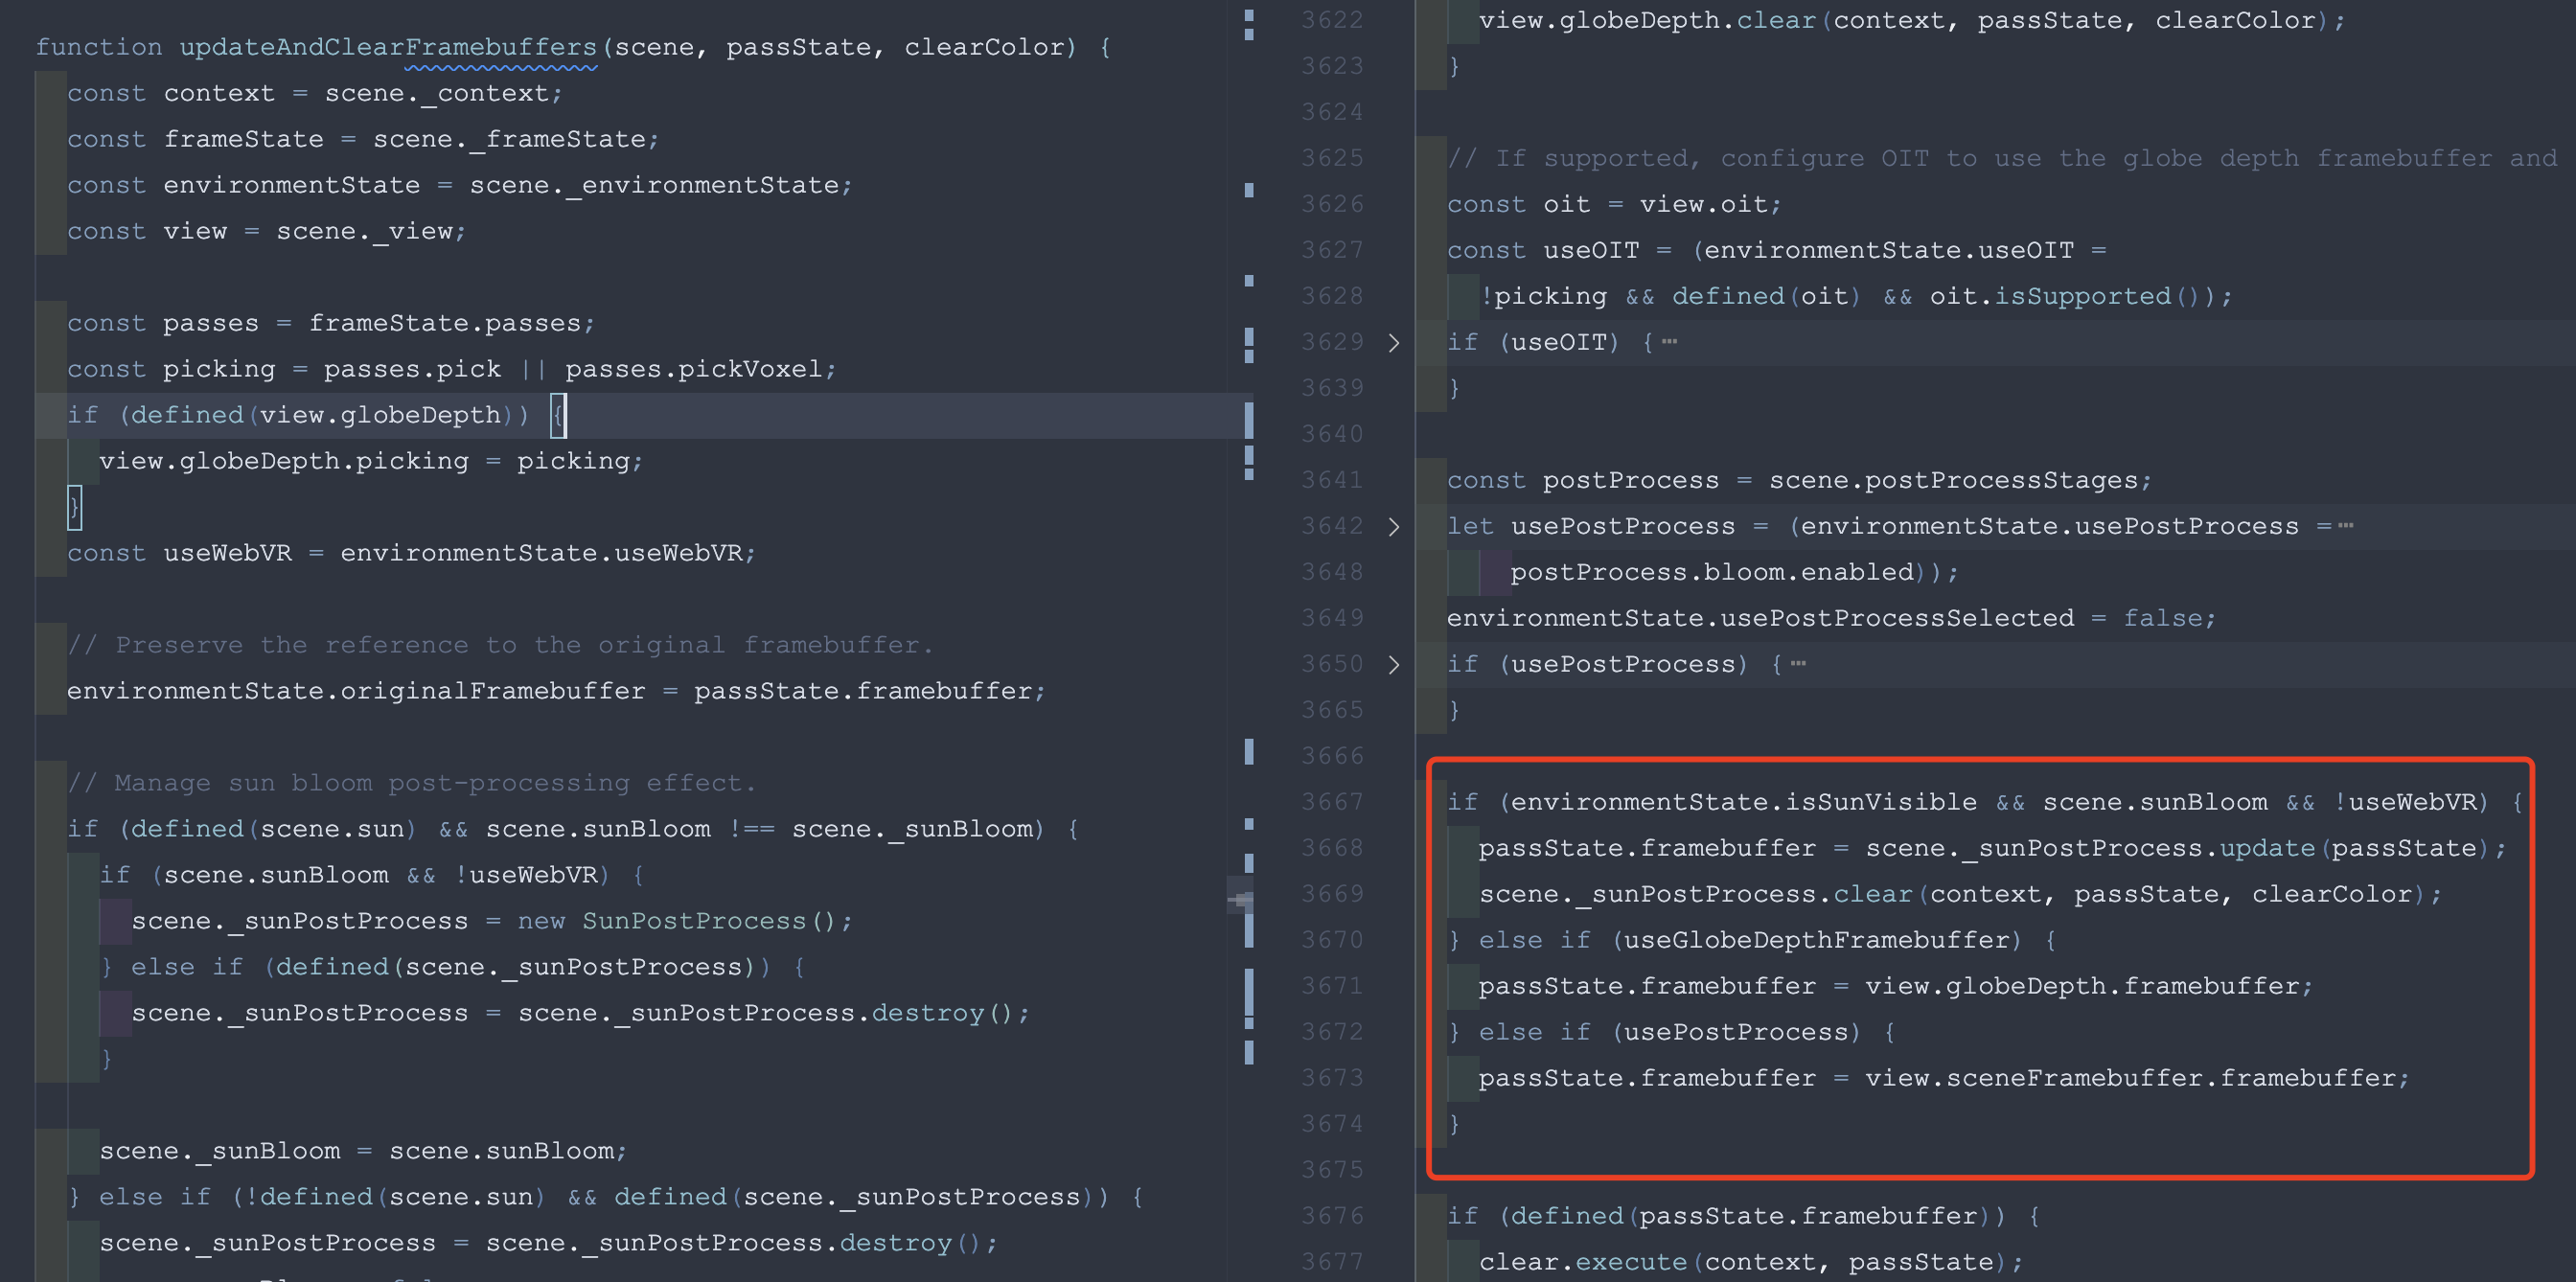 function updateAndClearFramebuffers(scene, passState, clearColor) {
const context = scene._context;
const frameState = scene._frameState;
const environmentState = scene._environmentState;
const view = scene._view;
const passes = frameState.passes;
const picking = passes.pick || passes.pickVoxel;
if (defined(view.globeDepth)) {
view.globeDepth.picking = picking;
}
const useWebVR = environmentState.useWebVR;
// Preserve the reference to the original framebuffer.
environmentState.originalFramebuffer = passState.framebuffer;
// Manage sun bloom post-processing effect.
if (defined(scene.sun) && scene.sunBloom !== scene._sunBloom) {
if (scene.sunBloom && !useWebVR) {
scene._sunPostProcess = new SunPostProcess();
} else if (defined(scene._sunPostProcess)) {
scene._sunPostProcess = scene._sunPostProcess.destroy();
}
scene._sunBloom = scene.sunBloom;
} else if (!defined(scene.sun) && defined(scene._sunPostProcess)) {
scene._sunPostProcess = scene._sunPostProcess.destroy();
3622 view.globeDepth.clear(context, passState, clearColor);
3623 }
3624
3625 // If supported, configure OIT to use the globe depth framebuffer and
3626 const oit = view.oit;
3627 const useOIT = (environmentState.useOIT =
3628 !picking && defined(oit) && oit.isSupported());
3629 if (useOIT) {⋯
3639 }
3640
3641 const postProcess = scene.postProcessStages;
3642 let usePostProcess = (environmentState.usePostProcess =⋯
3648 postProcess.bloom.enabled));
3649 environmentState.usePostProcessSelected = false;
3650 if (usePostProcess) {⋯
3665 }
3666
3667 if (environmentState.isSunVisible && scene.sunBloom && !useWebVR) {
3668 passState.framebuffer = scene._sunPostProcess.update(passState);
3669 scene._sunPostProcess.clear(context, passState, clearColor);
3670 } else if (useGlobeDepthFramebuffer) {
3671 passState.framebuffer = view.globeDepth.framebuffer;
3672 } else if (usePostProcess) {
3673 passState.framebuffer = view.sceneFramebuffer.framebuffer;
3674 }
3675
3676 if (defined(passState.framebuffer)) {
3677 clear.execute(context, passState);